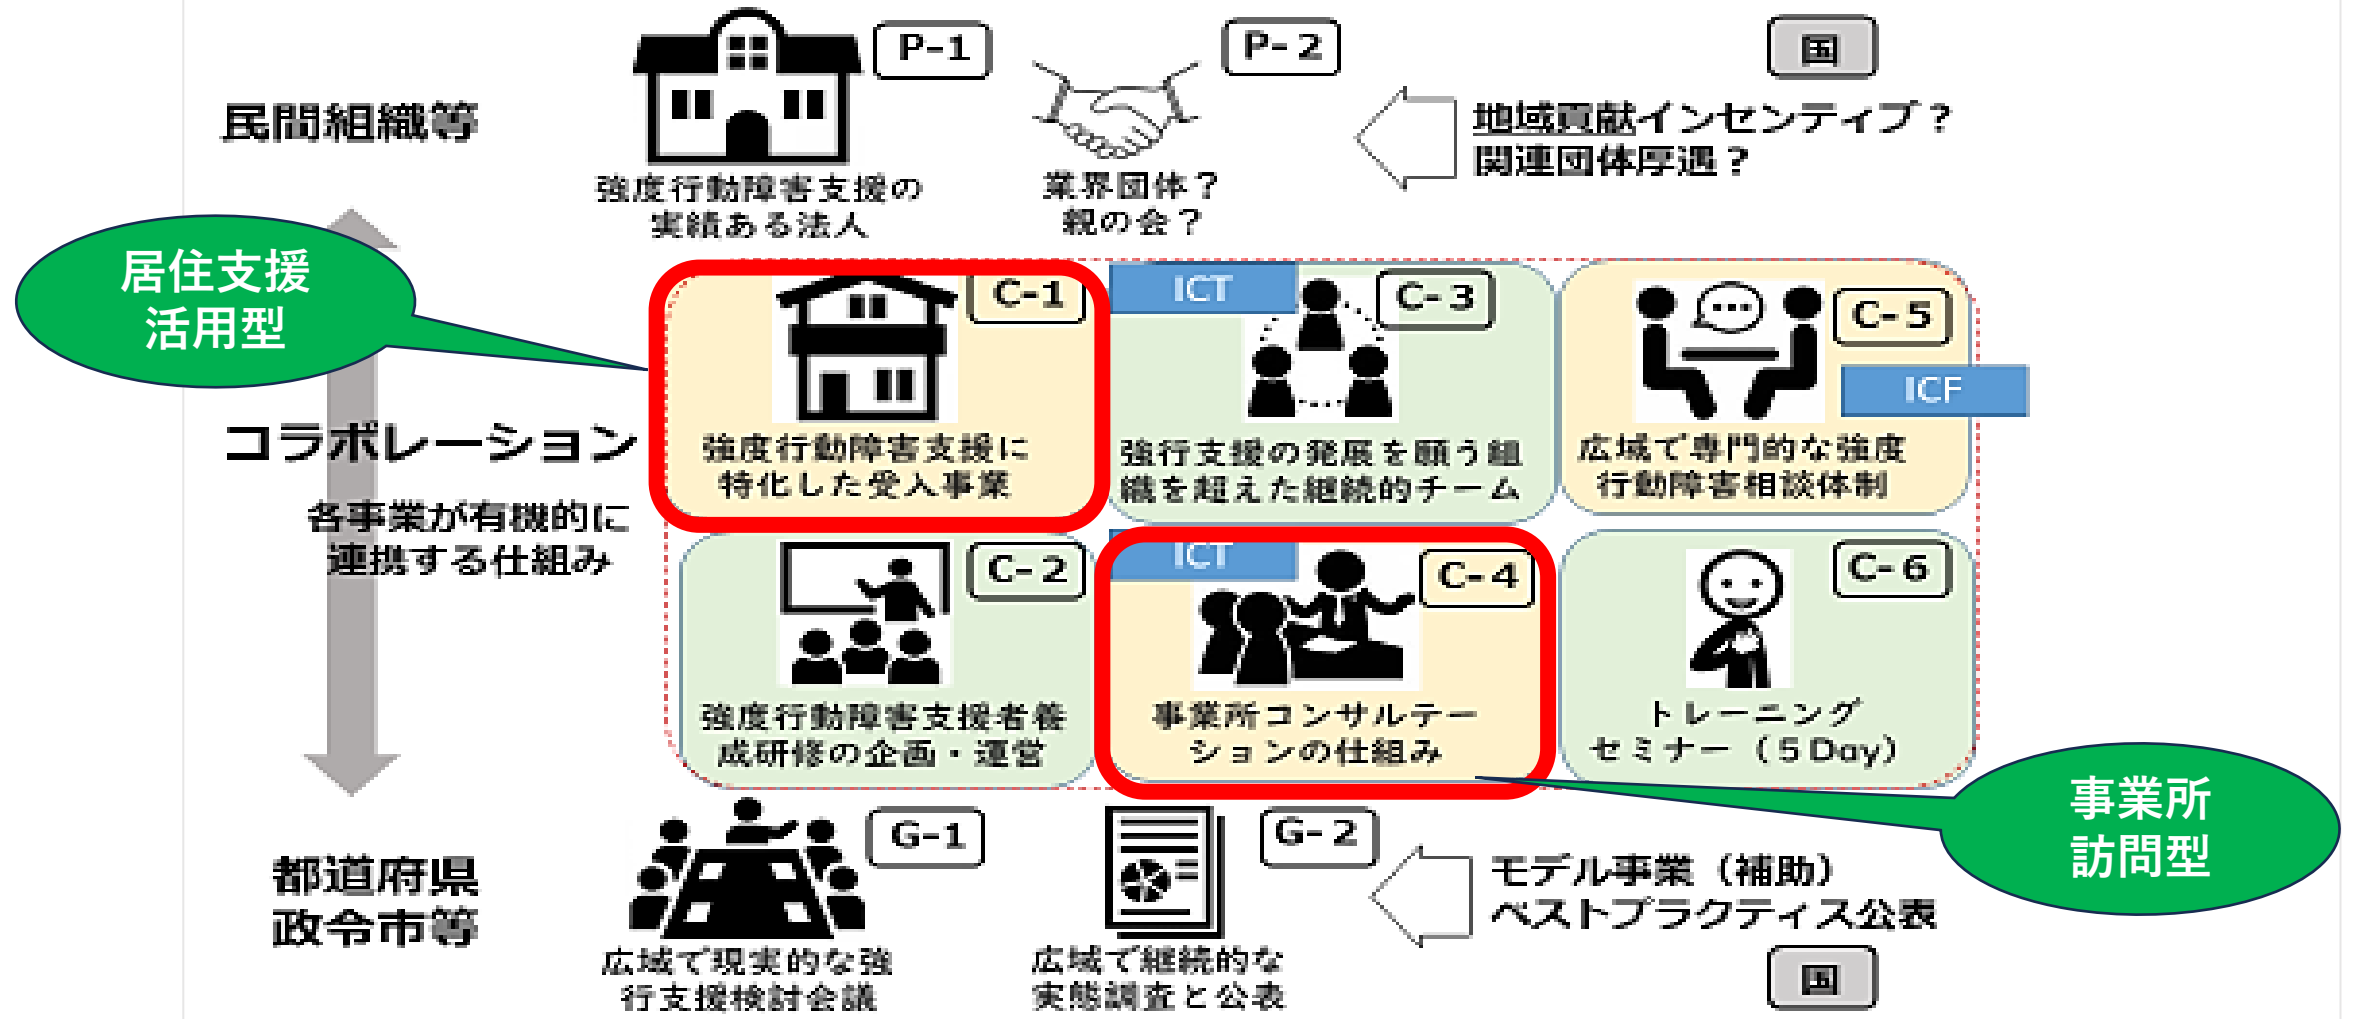 民間組織等
P-1
強度行動障害支援の
実績ある法人
P-2
業界団体？
親の会？
国
地域貢献インセンティブ？
関連団体厚遇？
居住支援
活用型
コラボレーション
各事業が有機的に
連携する仕組み
C-1
強度行動障害支援に
特化した受入事業
ICT
C-3
強行支援の発展を願う組
織を超えた継続的チーム
C-5
ICF
広域で専門的な強度
行動障害相談体制
C-2
強度行動障害支援者養
成研修の企画・運営
ICT
C-4
事業所コンサルテー
ションの仕組み
C-6
トレーニング
セミナー（５Day）
事業所
訪問型
都道府県
政令市等
G-1
広域で現実的な強
行支援検討会議
G-2
広域で継続的な
実態調査と公表
モデル事業（補助）
ベストプラクティス公表
国